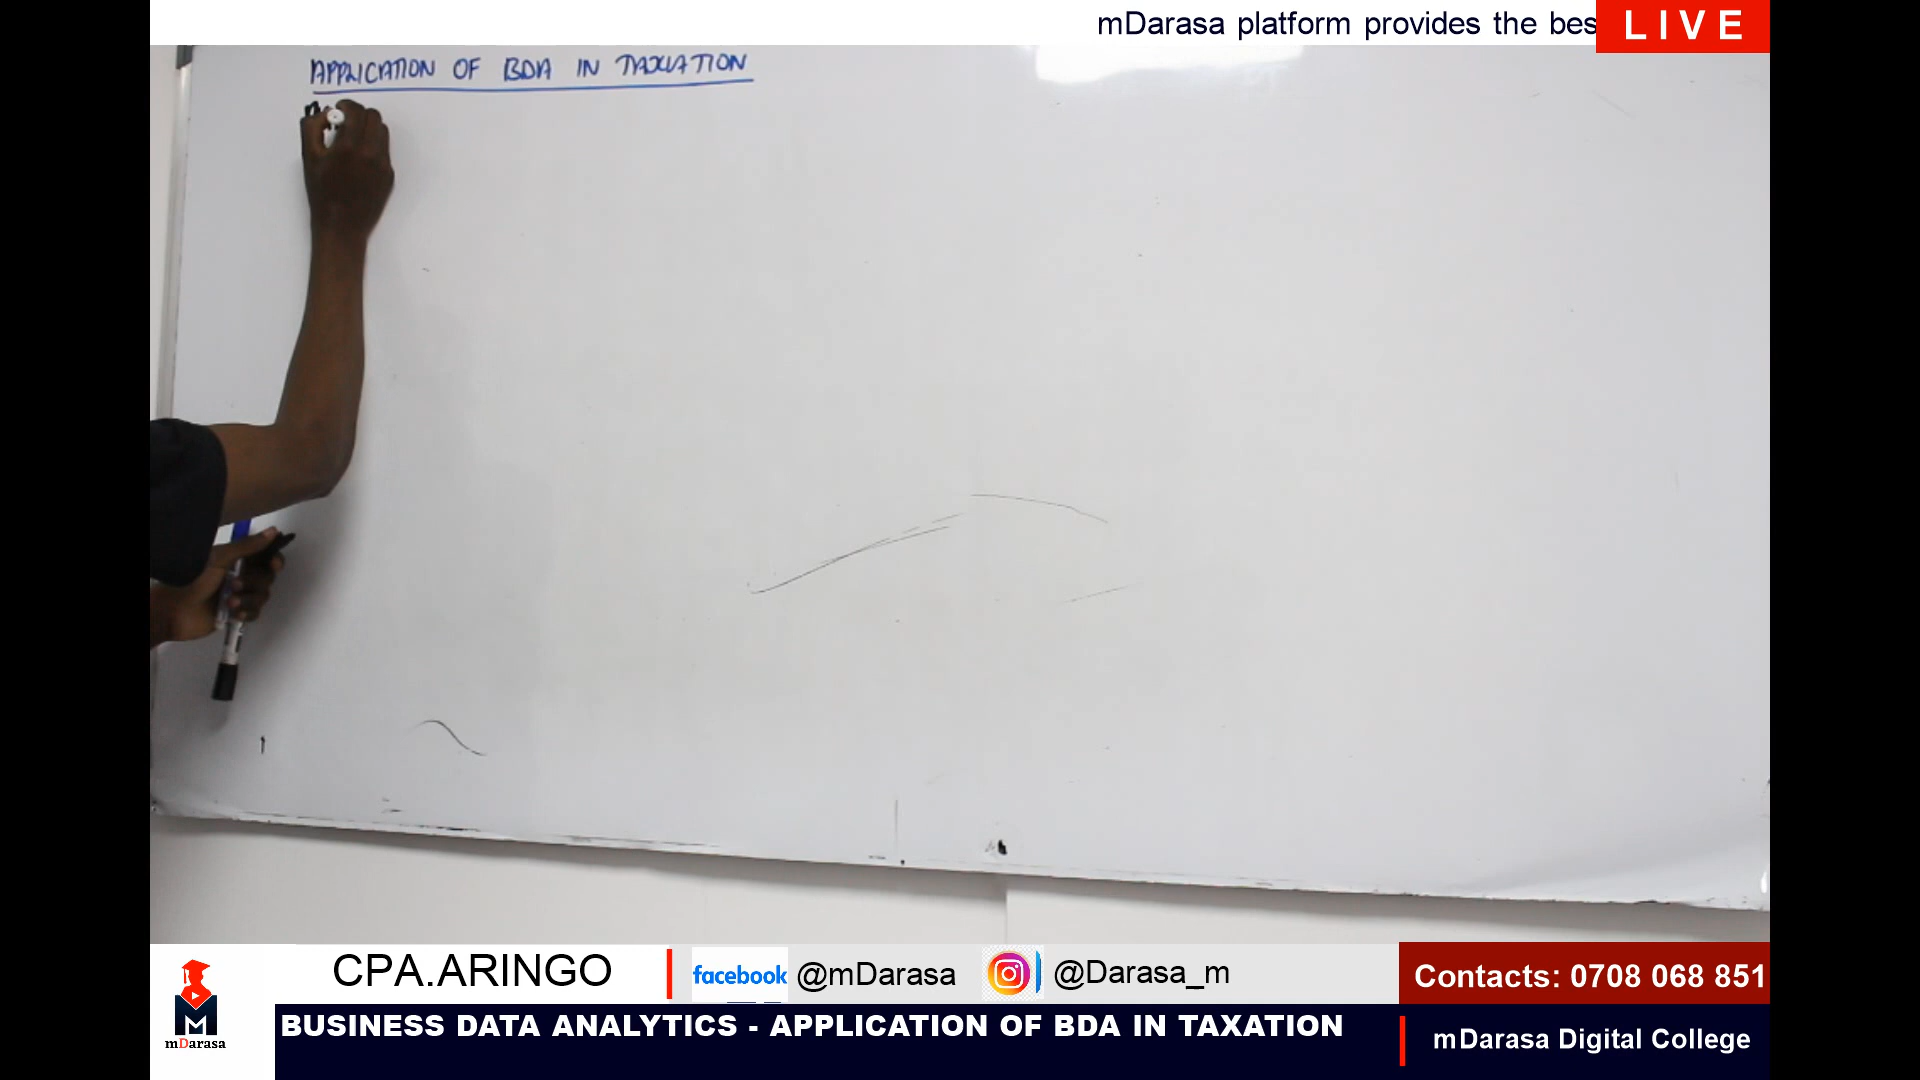 mDarasa platform provides the bes
LIVE
APPLICATION OF BDA IN TAXATION
CPA.ARINGO
facebook @mDarasa
@Darasa_m
Contacts: 0708 068 851
mDarasa
BUSINESS DATA ANALYTICS - APPLICATION OF BDA IN TAXATION
mDarasa Digital College